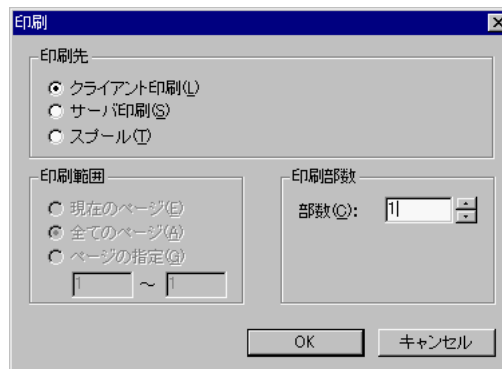 印刷
印刷先
クライアント印刷(L)
サーバ印刷(S)
スプール(T)
印刷範囲
現在のページ(E)
全てのページ(A)
ページの指定(G)
1 ～ 1
印刷部数
部数(C): 1
OK キャンセル